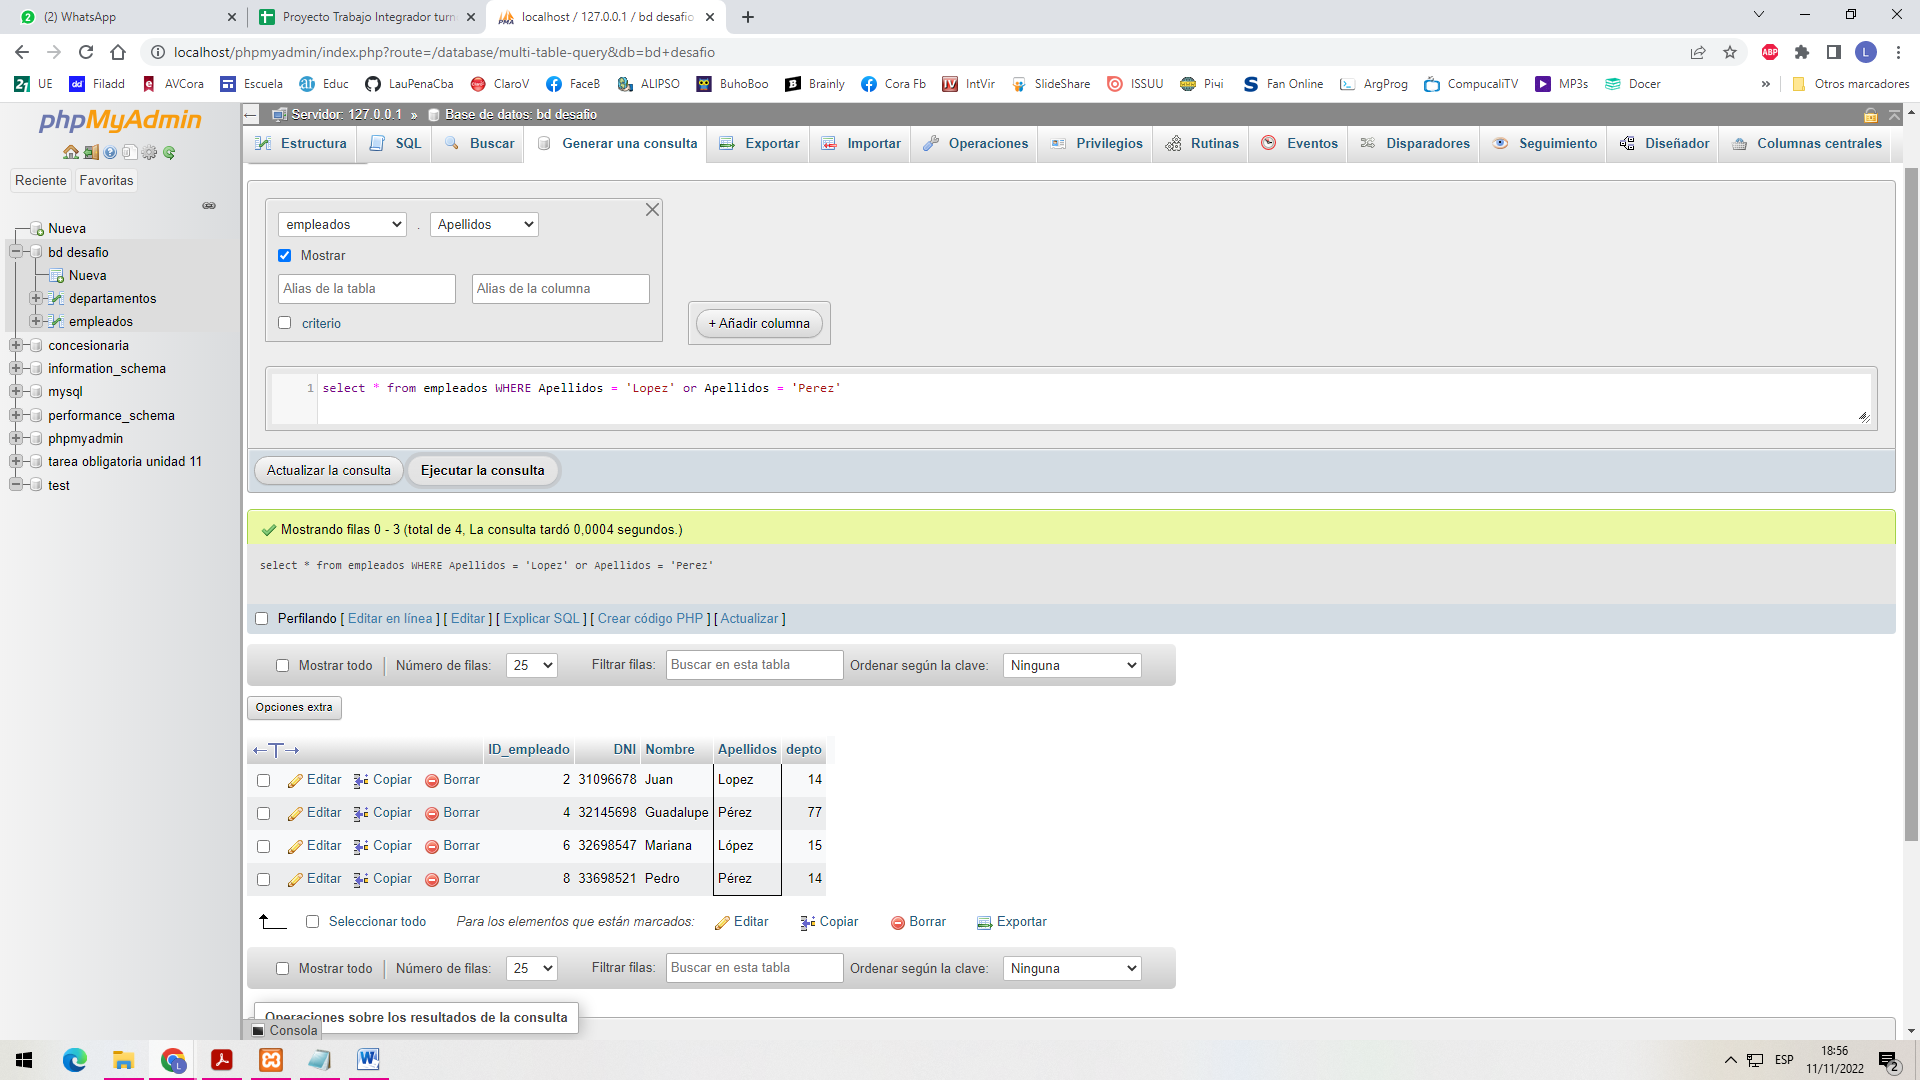 (2) WhatsApp
Proyecto Trabajo Integrador turn
localhost / 127.0.0.1 / bd desafio
localhost/phpmyadmin/index.php?route=/database/multi-table-query&db=bd+desafio
UE Filadd AVCora Escuela Educ LauPenaCba ClaroV FaceB ALIPSO BuhoBoo Brainly Cora Fb IntVir SlideShare ISSUU Piui Fan Online ArgProg CompucaliTV MP3s Docer » Otros marcadores
phpMyAdmin
Reciente Favoritas
Nueva
bd desafio
Nueva
departamentos
empleados
concesionaria
information_schema
mysql
performance_schema
phpmyadmin
tarea obligatoria unidad 11
test
Servidor: 127.0.0.1 » Base de datos: bd desafio
Estructura SQL Buscar Generar una consulta Exportar Importar Operaciones Privilegios Rutinas Eventos Disparadores Seguimiento Diseñador Columnas centrales
empleados . Apellidos
Mostrar
Alias de la tabla Alias de la columna
criterio
+ Añadir columna
1 select * from empleados WHERE Apellidos = 'Lopez' or Apellidos = 'Perez'
Actualizar la consulta Ejecutar la consulta
Mostrando filas 0 - 3 (total de 4, La consulta tardó 0,0004 segundos.)
select * from empleados WHERE Apellidos = 'Lopez' or Apellidos = 'Perez'
Perfilando [ Editar en línea ] [ Editar ] [ Explicar SQL ] [ Crear código PHP ] [ Actualizar ]
Mostrar todo Número de filas: 25 Filtrar filas: Buscar en esta tabla Ordenar según la clave: Ninguna
Opciones extra
←T→ ID_empleado DNI Nombre Apellidos depto
Editar Copiar Borrar 2 31096678 Juan Lopez 14
Editar Copiar Borrar 4 32145698 Guadalupe Pérez 77
Editar Copiar Borrar 6 32698547 Mariana López 15
Editar Copiar Borrar 8 33698521 Pedro Pérez 14
Seleccionar todo Para los elementos que están marcados: Editar Copiar Borrar Exportar
Mostrar todo Número de filas: 25 Filtrar filas: Buscar en esta tabla Ordenar según la clave: Ninguna
Operaciones sobre los resultados de la consulta
Consola
ESP
18:56
11/11/2022
2